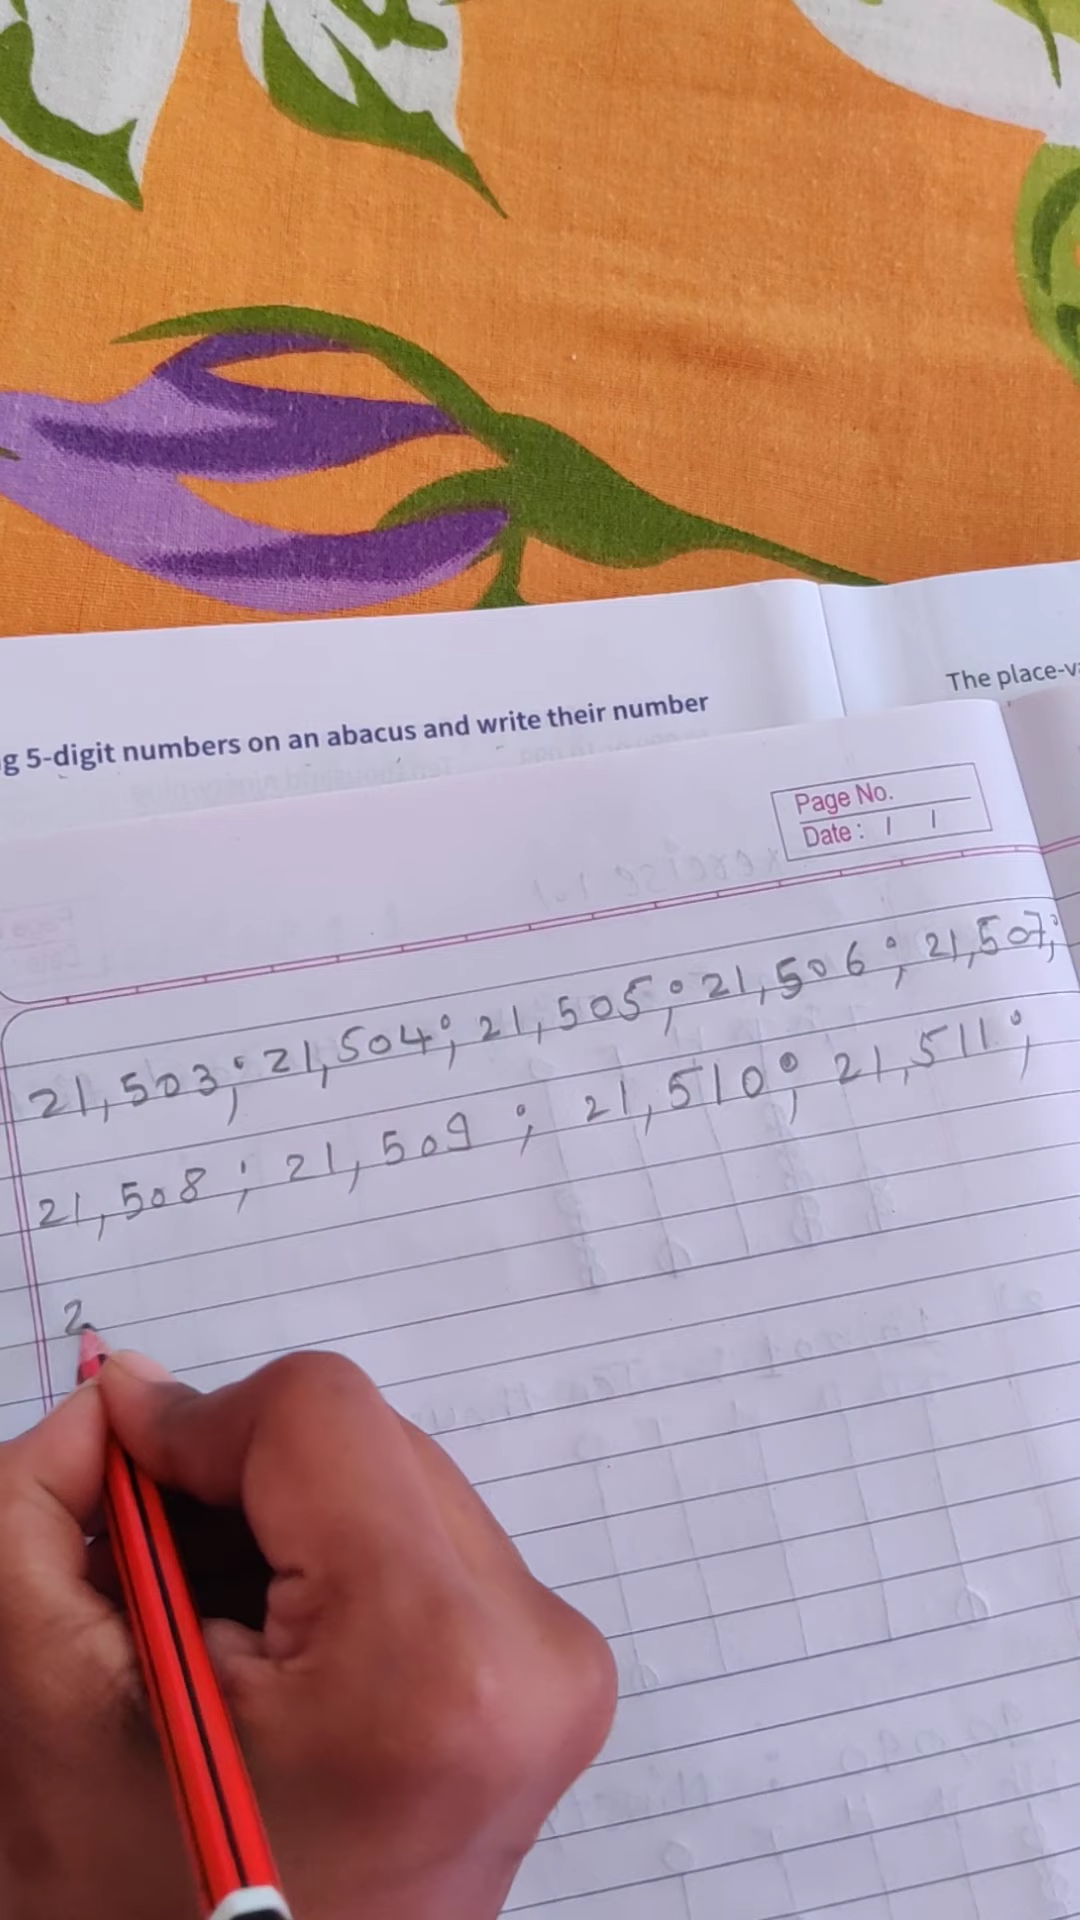 g 5-digit numbers on an abacus and write their number
The place-va
Page No.
Date : / /
21,503; 21,504; 21,505; 21,506; 21,507;
21,508; 21,509; 21,510; 21,511;
2